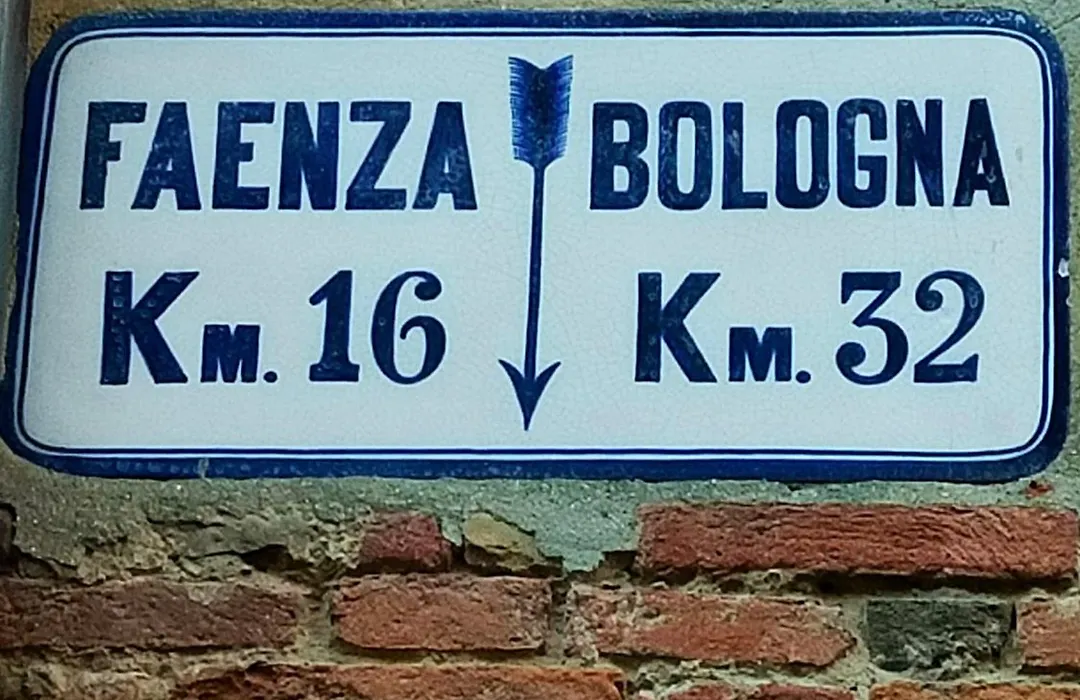 FAENZA
KM. 16
BOLOGNA
KM. 32